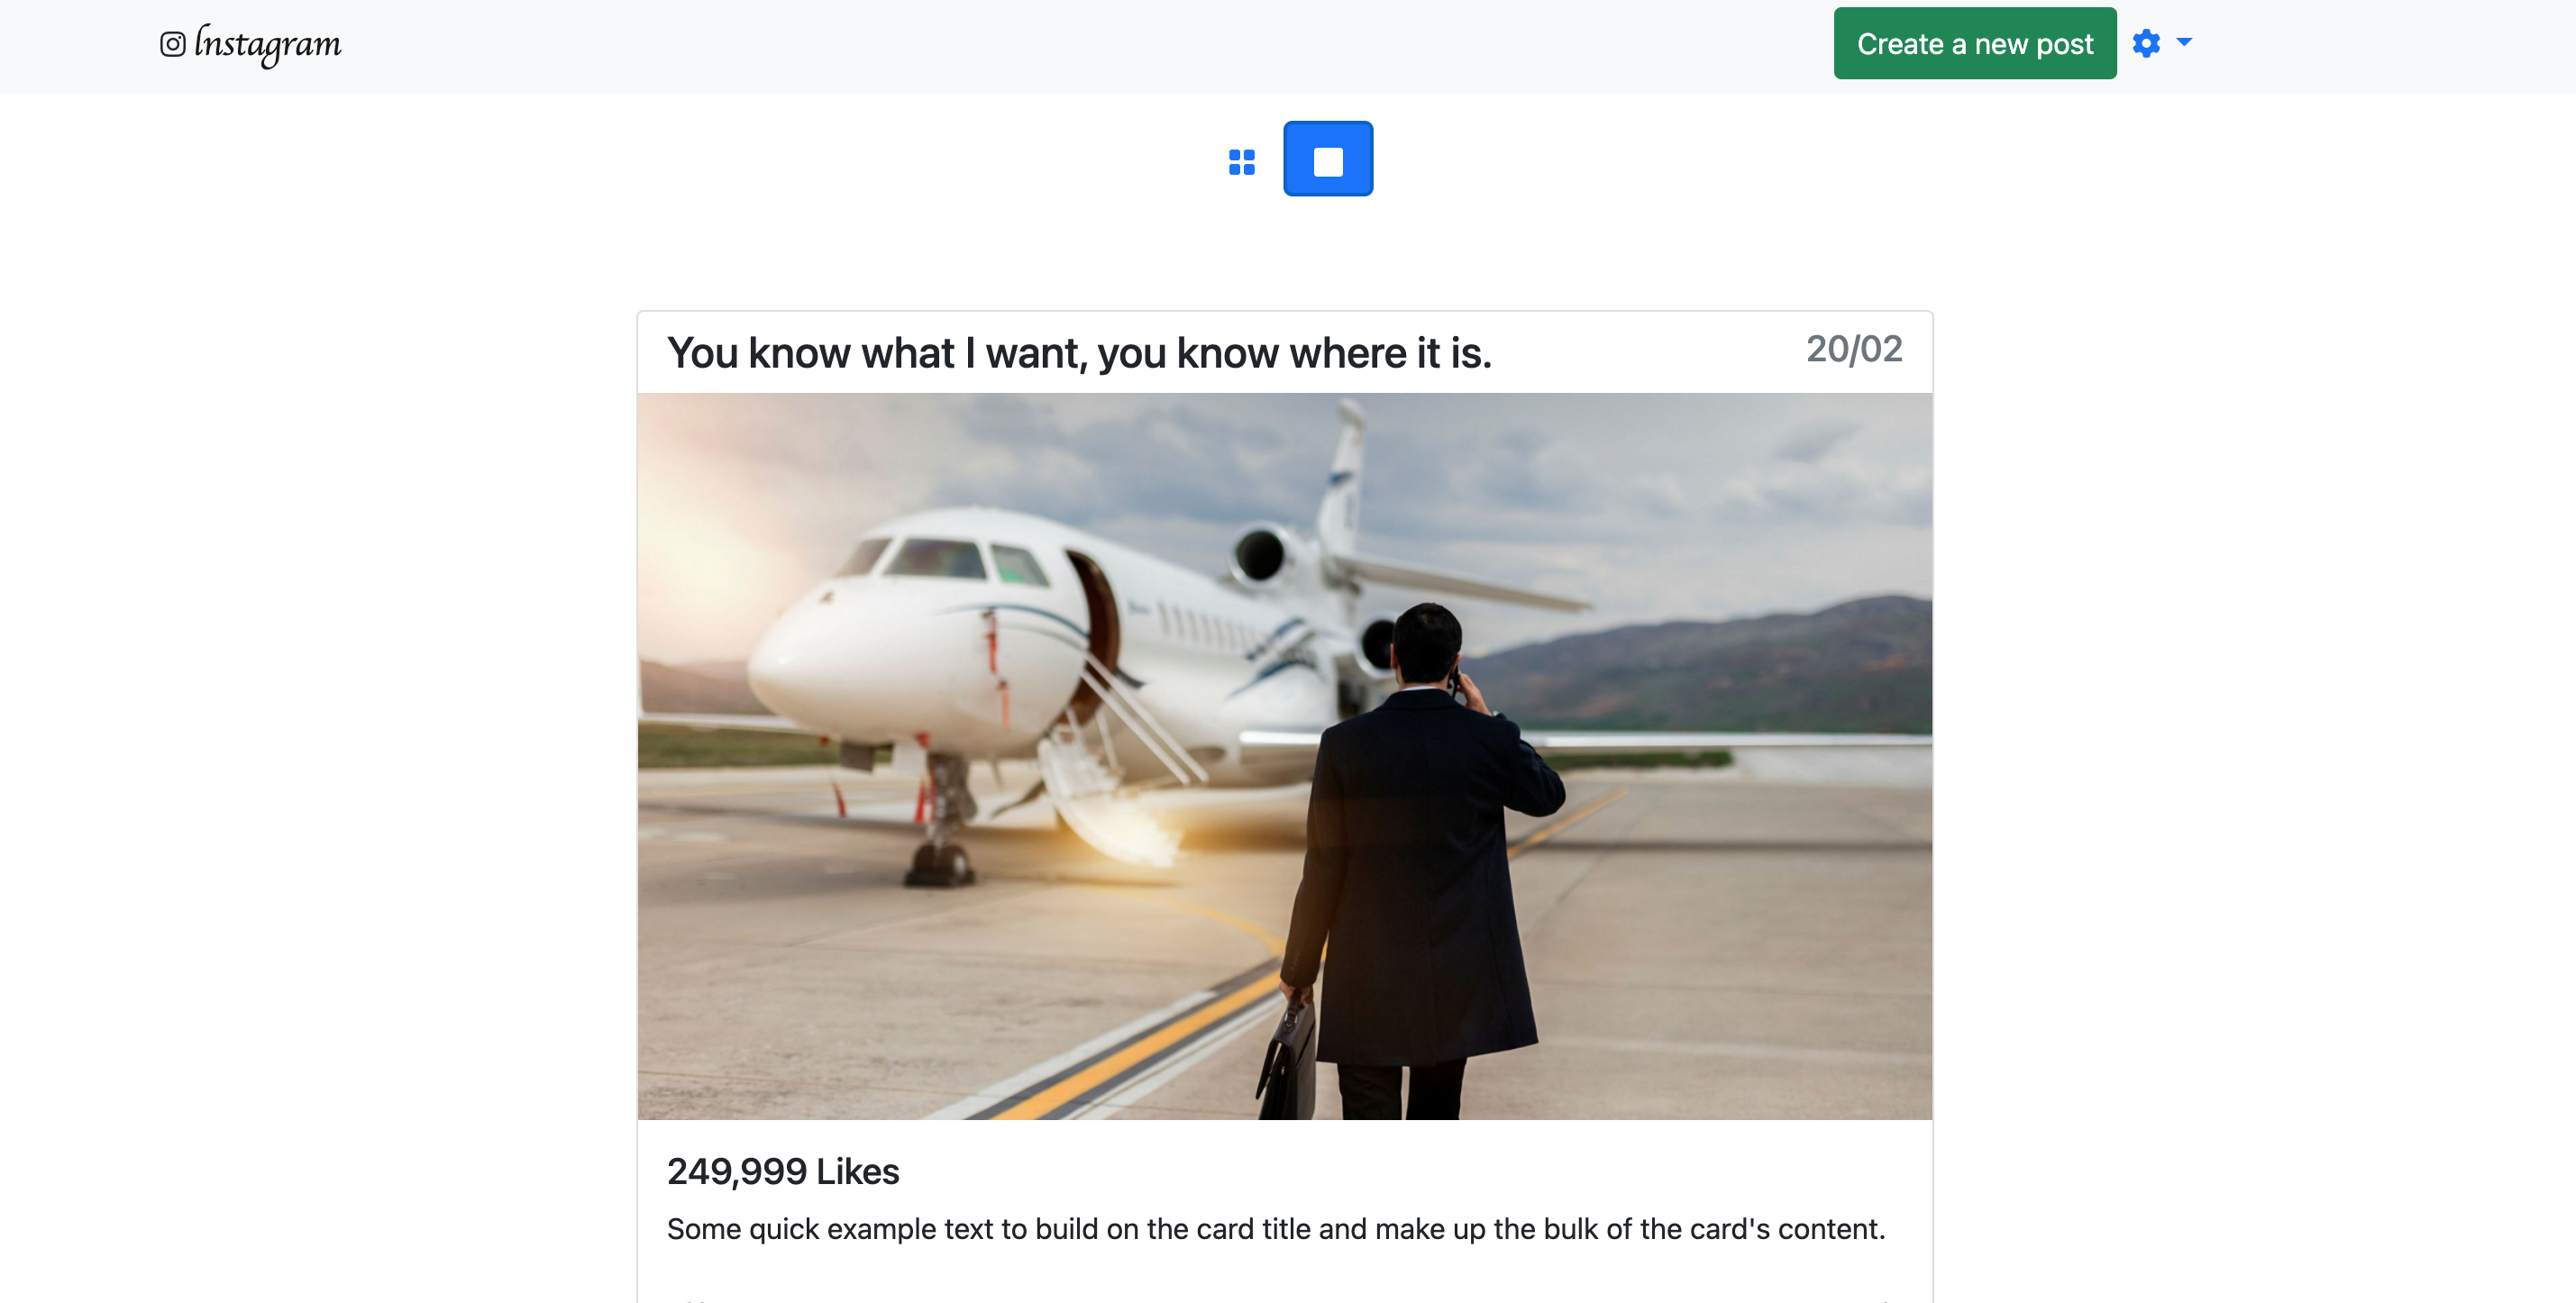 Instagram
Create a new post
You know what I want, you know where it is.
20/02
249,999 Likes
Some quick example text to build on the card title and make up the bulk of the card's content.